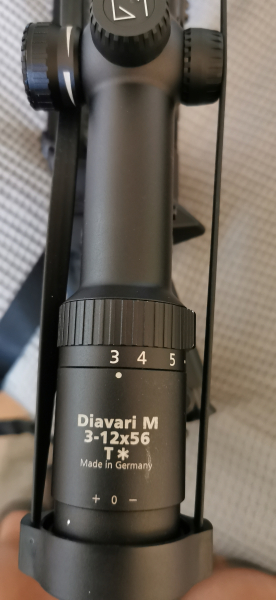 3 4 5
Diavari M
3-12x56
T*
Made in Germany
+ 0 -